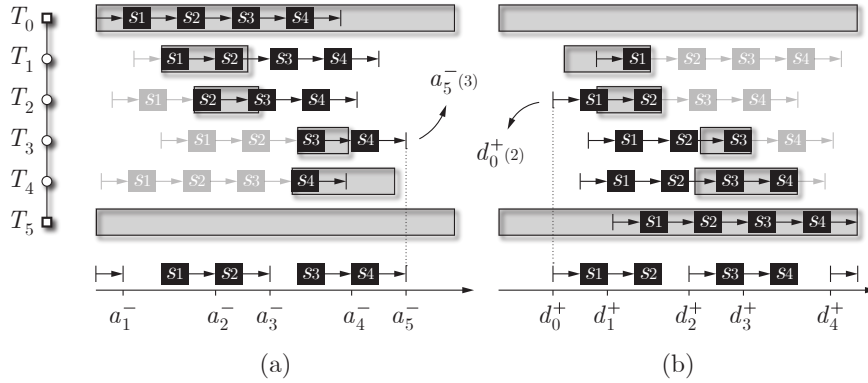 T₀ s1 s2 s3 s4
T₁ s1 s2 s3 s4 s1 s2 s3 s4
a₅⁻(3)
T₂ s1 s2 s3 s4 s1 s2 s3 s4
T₃ s1 s2 s3 s4 d₀⁺(2) s1 s2 s3 s4
T₄ s1 s2 s3 s4 s1 s2 s3 s4
T₅ s1 s2 s3 s4
s1 s2 s3 s4 s1 s2 s3 s4
a₁⁻ a₂⁻ a₃⁻ a₄⁻ a₅⁻ d₀⁺ d₁⁺ d₂⁺ d₃⁺ d₄⁺
(a) (b)